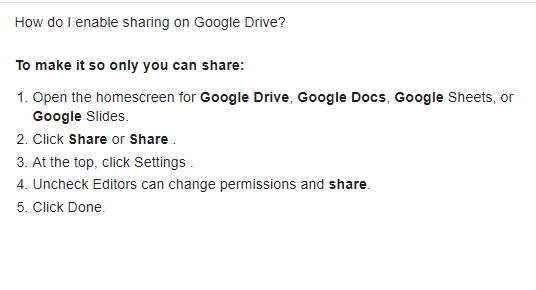 How do I enable sharing on Google Drive?
To make it so only you can share:
1. Open the homescreen for Google Drive, Google Docs, Google Sheets, or
Google Slides.
2. Click Share or Share .
3. At the top, click Settings .
4. Uncheck Editors can change permissions and share.
5. Click Done.